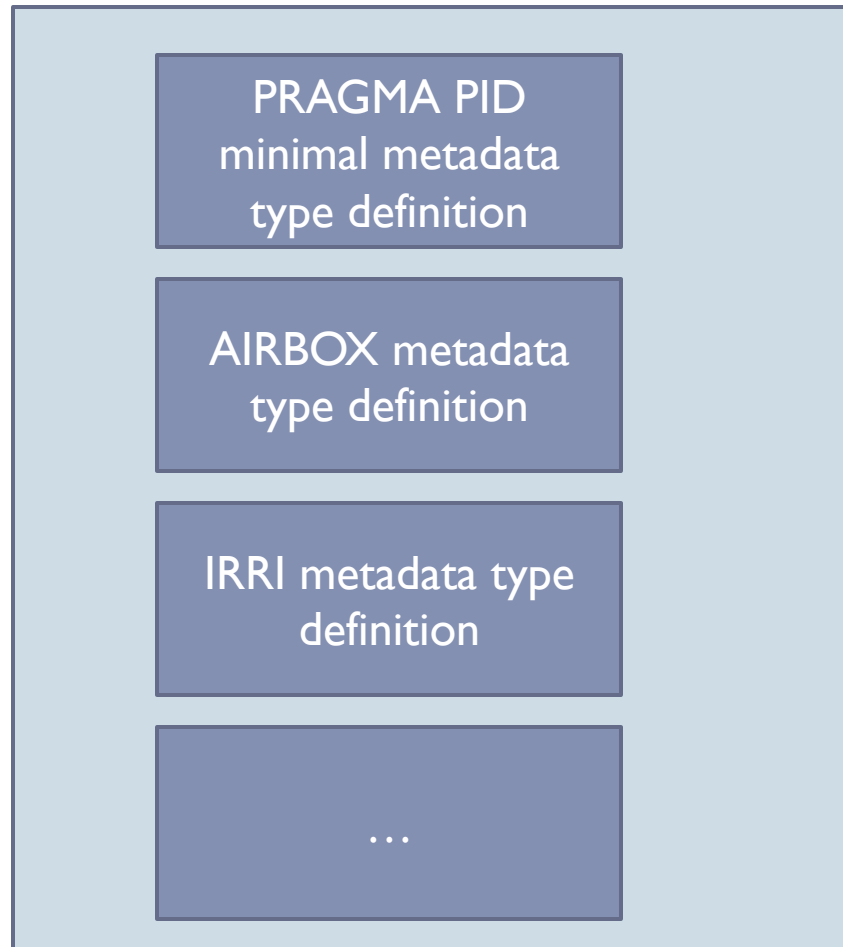 PRAGMA PID
minimal metadata
type definition
AIRBOX metadata
type definition
IRRI metadata type
definition
…